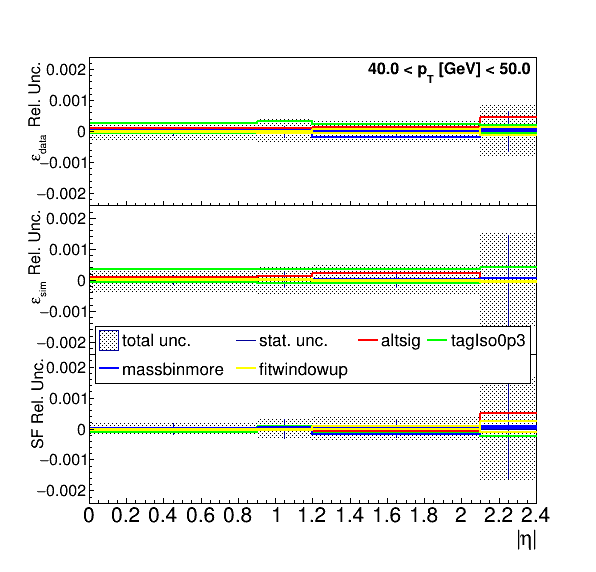 40.0 < p_T [GeV] < 50.0
ε_data Rel. Unc.
0.002
0.001
0
−0.001
−0.002
ε_sim Rel. Unc.
0.002
0.001
0
−0.001
−0.002
total unc. stat. unc. altsig tagIso0p3
massbinmore fitwindowup
SF Rel. Unc.
0.002
0.001
0
−0.001
−0.002
0 0.2 0.4 0.6 0.8 1 1.2 1.4 1.6 1.8 2 2.2 2.4
|η|